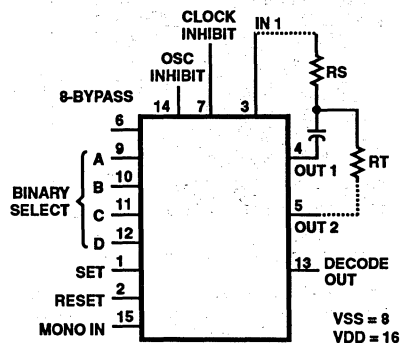 CLOCK
INHIBIT
IN 1
OSC
INHIBIT
RS
8-BYPASS
14
7
3
6
9
A
4
OUT 1
RT
BINARY
SELECT
10
B
11
C
5
OUT 2
12
D
1
SET
13
DECODE
OUT
2
RESET
15
MONO IN
VSS = 8
VDD = 16